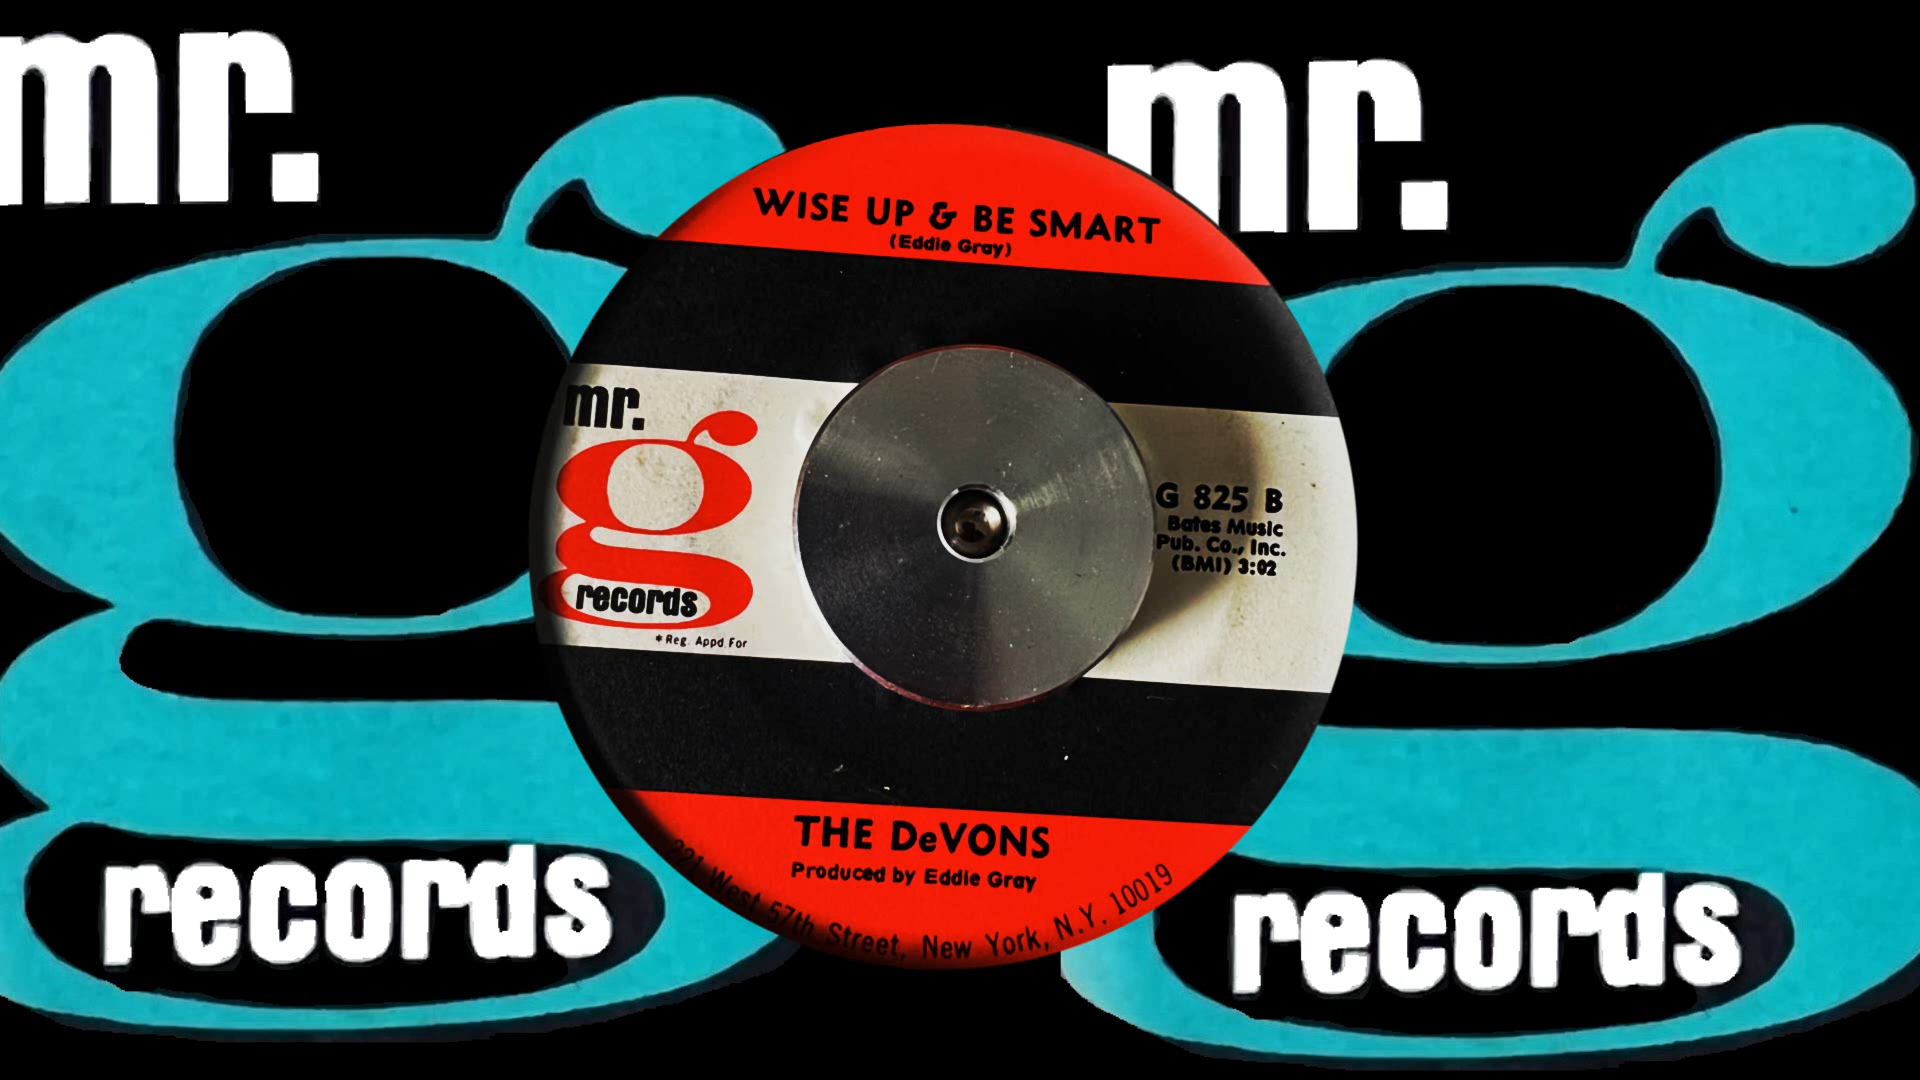 mr.
g
records
mr.
g
records
WISE UP & BE SMART
(Eddie Gray)
mr.
g
records
*Reg. Appd. For
G 825 B
Bates Music
Pub. Co., Inc.
(BMI) 3:02
THE DeVONS
Produced by Eddie Gray
221 West 57th Street, New York, N.Y. 10019